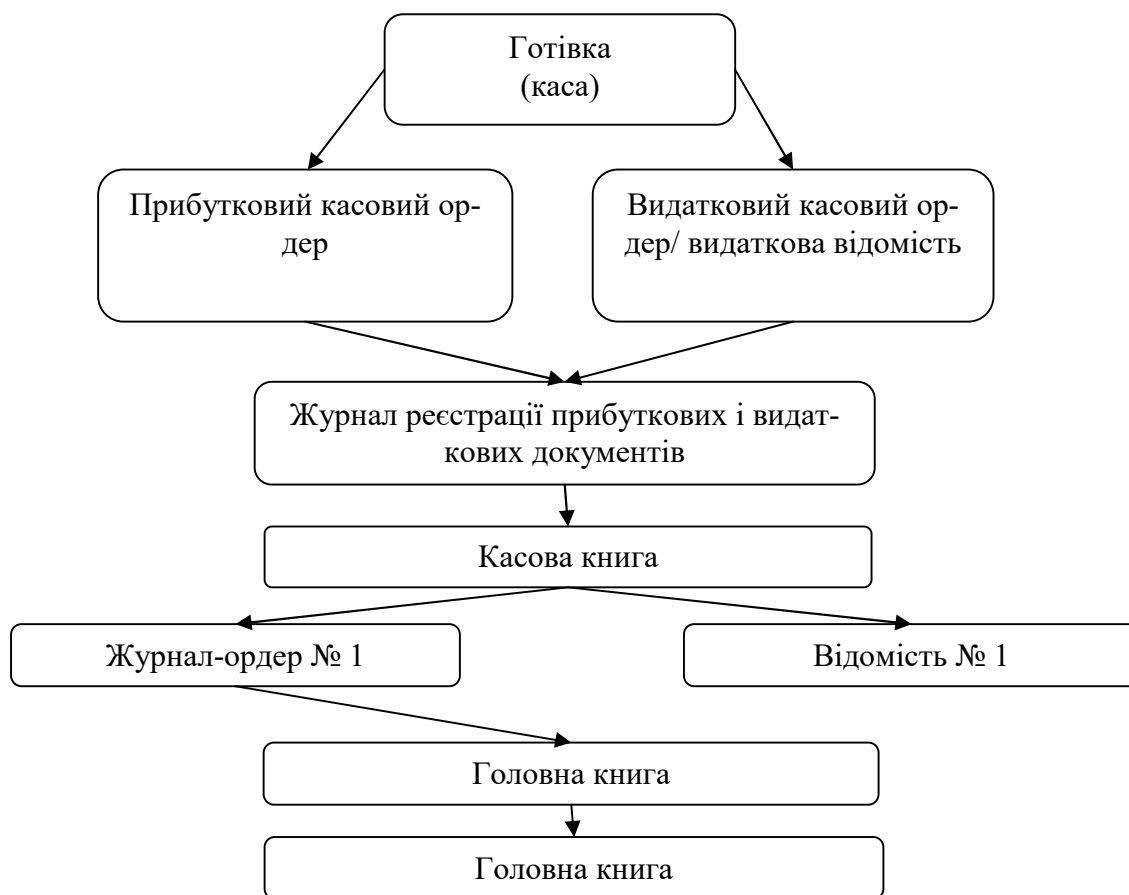 Готівка
(каса)
Прибутковий касовий ор-
дер
Видатковий касовий ор-
дер/ видаткова відомість
Журнал реєстрації прибуткових і видат-
кових документів
Касова книга
Журнал-ордер № 1
Відомість № 1
Головна книга
Головна книга